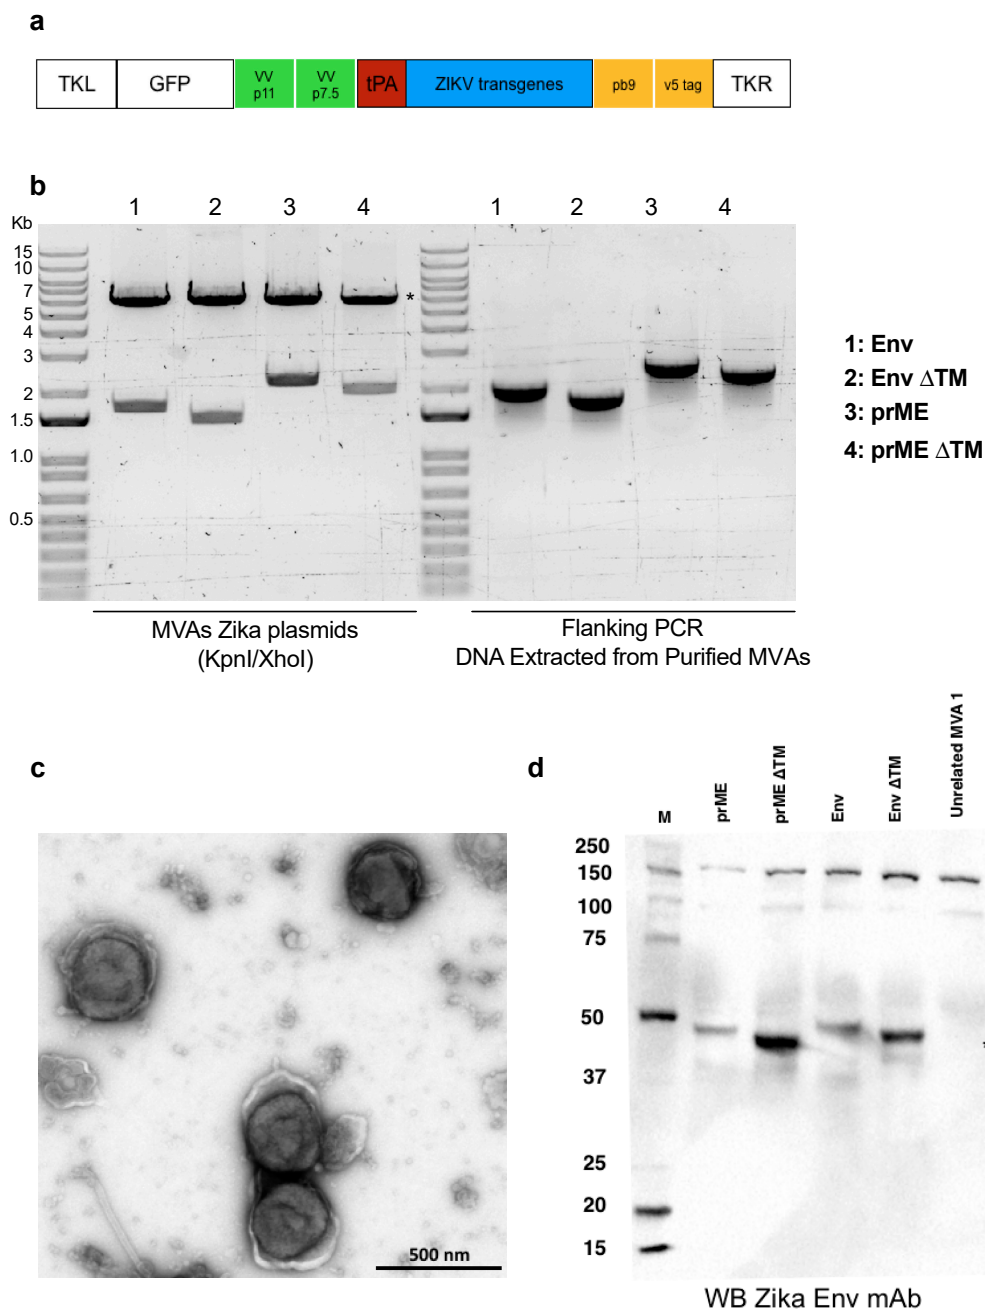 a
TKL GFP VV p11 VV p7.5 tPA ZIKV transgenes pb9 v5 tag TKR
b
1 2 3 4 1 2 3 4
Kb
15
10
7
5
4
3
2
1.5
1.0
0.5
*
1: Env
2: Env ΔTM
3: prME
4: prME ΔTM
MVAs Zika plasmids
(KpnI/XhoI)
Flanking PCR
DNA Extracted from Purified MVAs
c
500 nm
d
M prME prME ΔTM Env Env ΔTM Unrelated MVA 1
250
150
100
75
50
37
25
20
15
*
WB Zika Env mAb